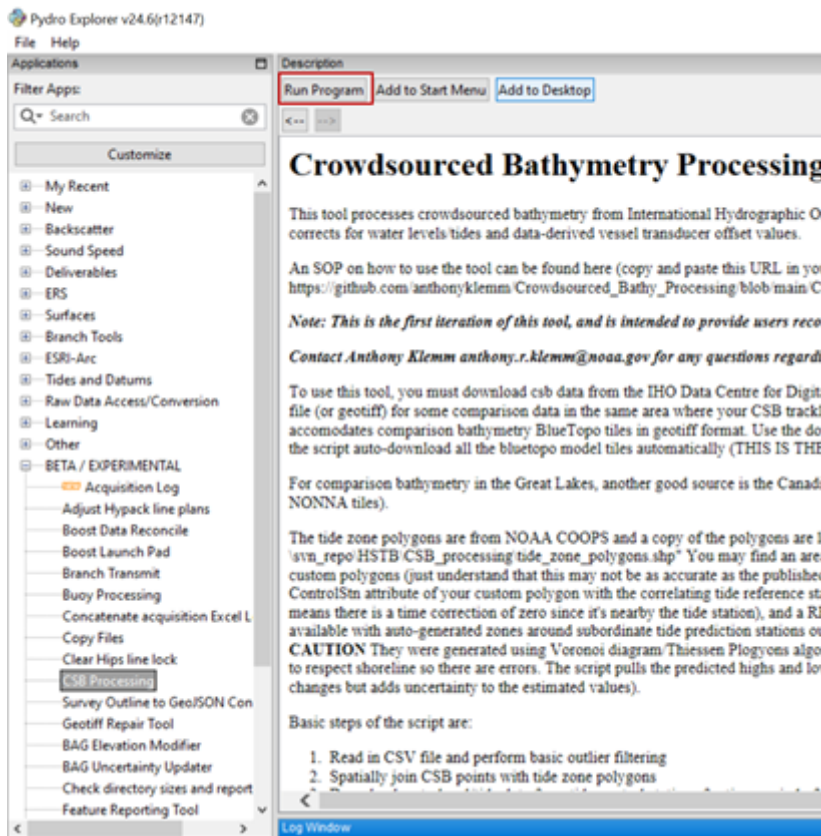 Pydro Explorer v24.6(r12147)
File Help
Applications
Filter Apps:
Search
Customize
My Recent
New
Backscatter
Sound Speed
Deliverables
ERS
Surfaces
Branch Tools
ESRI-Arc
Tides and Datums
Raw Data Access/Conversion
Learning
Other
BETA / EXPERIMENTAL
Acquisition Log
Adjust Hypack line plans
Boost Data Reconcile
Boost Launch Pad
Branch Transmit
Buoy Processing
Concatenate acquisition Excel L
Copy Files
Clear Hips line lock
CSB Processing
Survey Outline to GeoJSON Con
Geotiff Repair Tool
BAG Elevation Modifier
BAG Uncertainty Updater
Check directory sizes and report
Feature Reporting Tool
Description
Run Program Add to Start Menu Add to Desktop
<-- -->
Crowdsourced Bathymetry Processing
This tool processes crowdsourced bathymetry from International Hydrographic O
corrects for water levels/tides and data-derived vessel transducer offset values.
An SOP on how to use the tool can be found here (copy and paste this URL in you
https://github.com/anthonyklemm/Crowdsourced_Bathy_Processing/blob/main/C
Note: This is the first iteration of this tool, and is intended to provide users reco
Contact Anthony Klemm anthony.r.klemm@noaa.gov for any questions regardi
To use this tool, you must download csb data from the IHO Data Centre for Digita
file (or geotiff) for some comparison data in the same area where your CSB trackl
accomodates comparison bathymetry BlueTopo tiles in geotiff format. Use the do
the script auto-download all the bluetopo model tiles automatically (THIS IS THE
For comparison bathymetry in the Great Lakes, another good source is the Canad
NONNA tiles).
The tide zone polygons are from NOAA COOPS and a copy of the polygons are l
\svn_repo\HSTB\CSB_processing\tide_zone_polygons.shp" You may find an are
custom polygons (just understand that this may not be as accurate as the published
ControlStn attribute of your custom polygon with the correlating tide reference sta
means there is a time correction of zero since it's nearby the tide station), and a R
available with auto-generated zones around subordinate tide prediction stations ou
CAUTION They were generated using Voronoi diagram/Thiessen Plogyons algo
to respect shoreline so there are errors. The script pulls the predicted highs and lo
changes but adds uncertainty to the estimated values).
Basic steps of the script are:
1. Read in CSV file and perform basic outlier filtering
2. Spatially join CSB points with tide zone polygons
Log Window